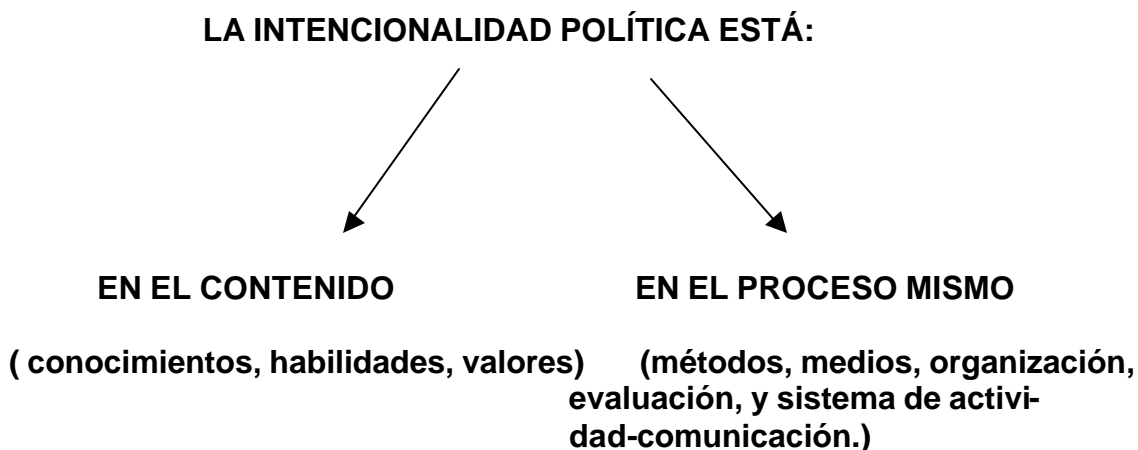 LA INTENCIONALIDAD POLÍTICA ESTÁ:
EN EL CONTENIDO
EN EL PROCESO MISMO
( conocimientos, habilidades, valores)
(métodos, medios, organización,
evaluación, y sistema de activi-
dad-comunicación.)